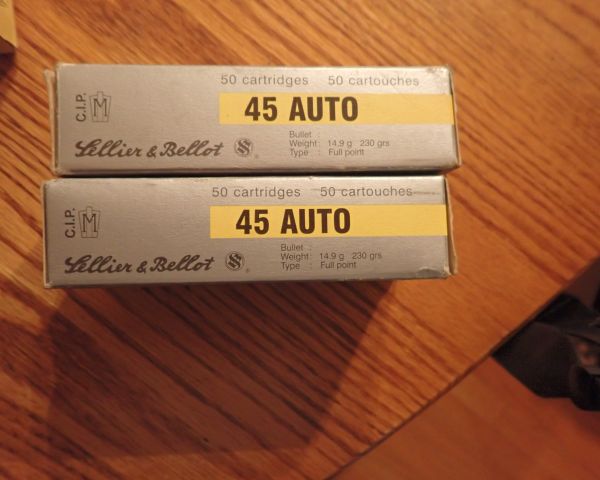 50 cartridges 50 cartouches
C.I.P.
M
45 AUTO
Bullet :
Weight: 14,9 g 230 grs
Type : Full point
Sellier & Bellot
50 cartridges 50 cartouches
C.I.P.
M
45 AUTO
Bullet :
Weight : 14,9 g 230 grs
Type : Full point
Sellier & Bellot